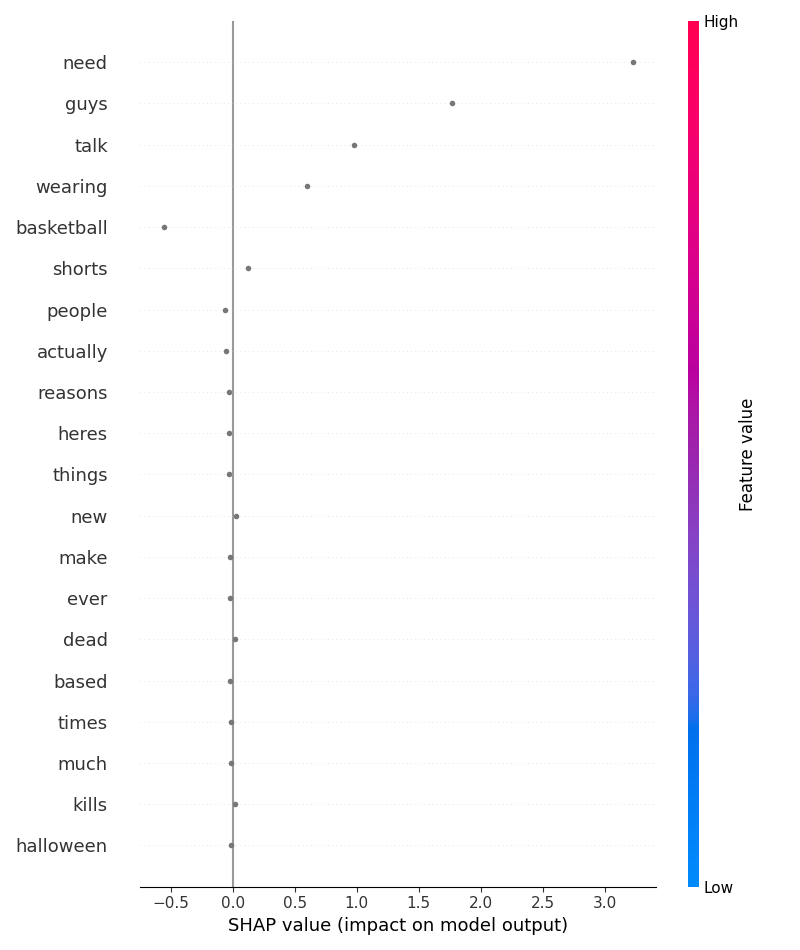 High
need
guys
talk
wearing
basketball
shorts
people
actually
reasons
heres
things
new
make
ever
dead
based
times
much
kills
halloween
Feature value
Low
−0.5 0.0 0.5 1.0 1.5 2.0 2.5 3.0
SHAP value (impact on model output)